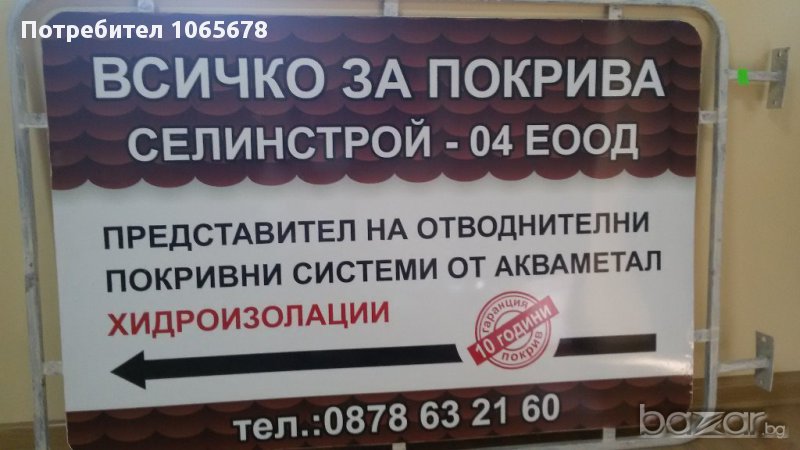 Потребител 1065678
ВСИЧКО ЗА ПОКРИВА
СЕЛИНСТРОЙ - 04 ЕООД
ПРЕДСТАВИТЕЛ НА ОТВОДНИТЕЛНИ
ПОКРИВНИ СИСТЕМИ ОТ АКВАМЕТАЛ
ХИДРОИЗОЛАЦИИ
гаранция
10 ГОДИНИ
покрив
тел.:0878 63 21 60
bazar.bg